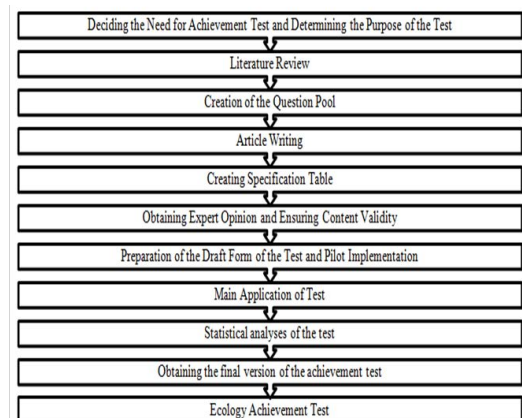 Deciding the Need for Achievement Test and Determining the Purpose of the Test
Literature Review
Creation of the Question Pool
Article Writing
Creating Specification Table
Obtaining Expert Opinion and Ensuring Content Validity
Preparation of the Draft Form of the Test and Pilot Implementation
Main Application of Test
Statistical analyses of the test
Obtaining the final version of the achievement test
Ecology Achievement Test